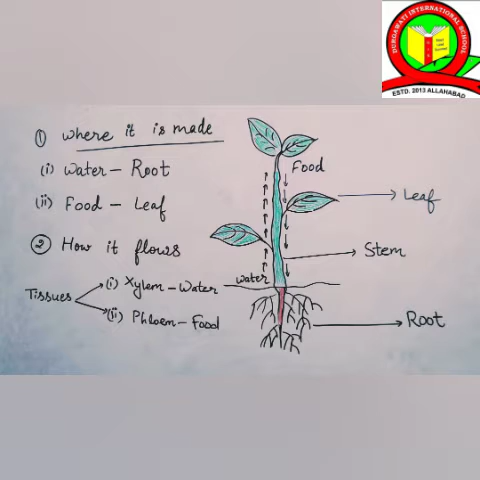 DURGAWATI INTERNATIONAL SCHOOL
ESTD. 2013 ALLAHABAD
① Where it is made
(i) Water - Root
(ii) Food - Leaf
② How it flows
Tissues
(i) Xylem - Water
(ii) Phloem - Food
Food
Leaf
Stem
Water
Root